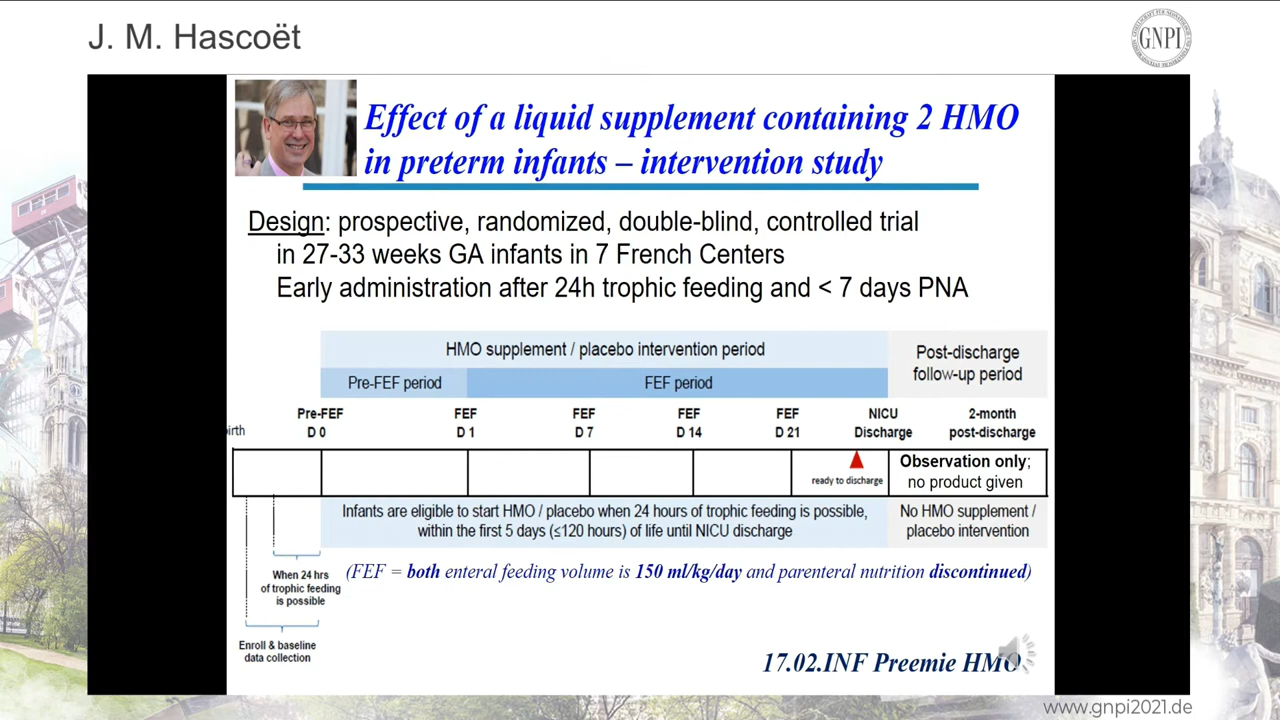 J. M. Hascoët
GNPI
Effect of a liquid supplement containing 2 HMO
in preterm infants – intervention study
Design: prospective, randomized, double-blind, controlled trial
in 27-33 weeks GA infants in 7 French Centers
Early administration after 24h trophic feeding and < 7 days PNA
HMO supplement / placebo intervention period
Post-discharge
follow-up period
Pre-FEF period
FEF period
Pre-FEF
D 0
FEF
D 1
FEF
D 7
FEF
D 14
FEF
D 21
NICU
Discharge
2-month
post-discharge
irth
ready to discharge
Observation only;
no product given
Infants are eligible to start HMO / placebo when 24 hours of trophic feeding is possible,
within the first 5 days (≤120 hours) of life until NICU discharge
No HMO supplement /
placebo intervention
When 24 hrs
of trophic feeding
is possible
(FEF = both enteral feeding volume is 150 ml/kg/day and parenteral nutrition discontinued)
Enroll & baseline
data collection
17.02.INF Preemie HMO
www.gnpi2021.de